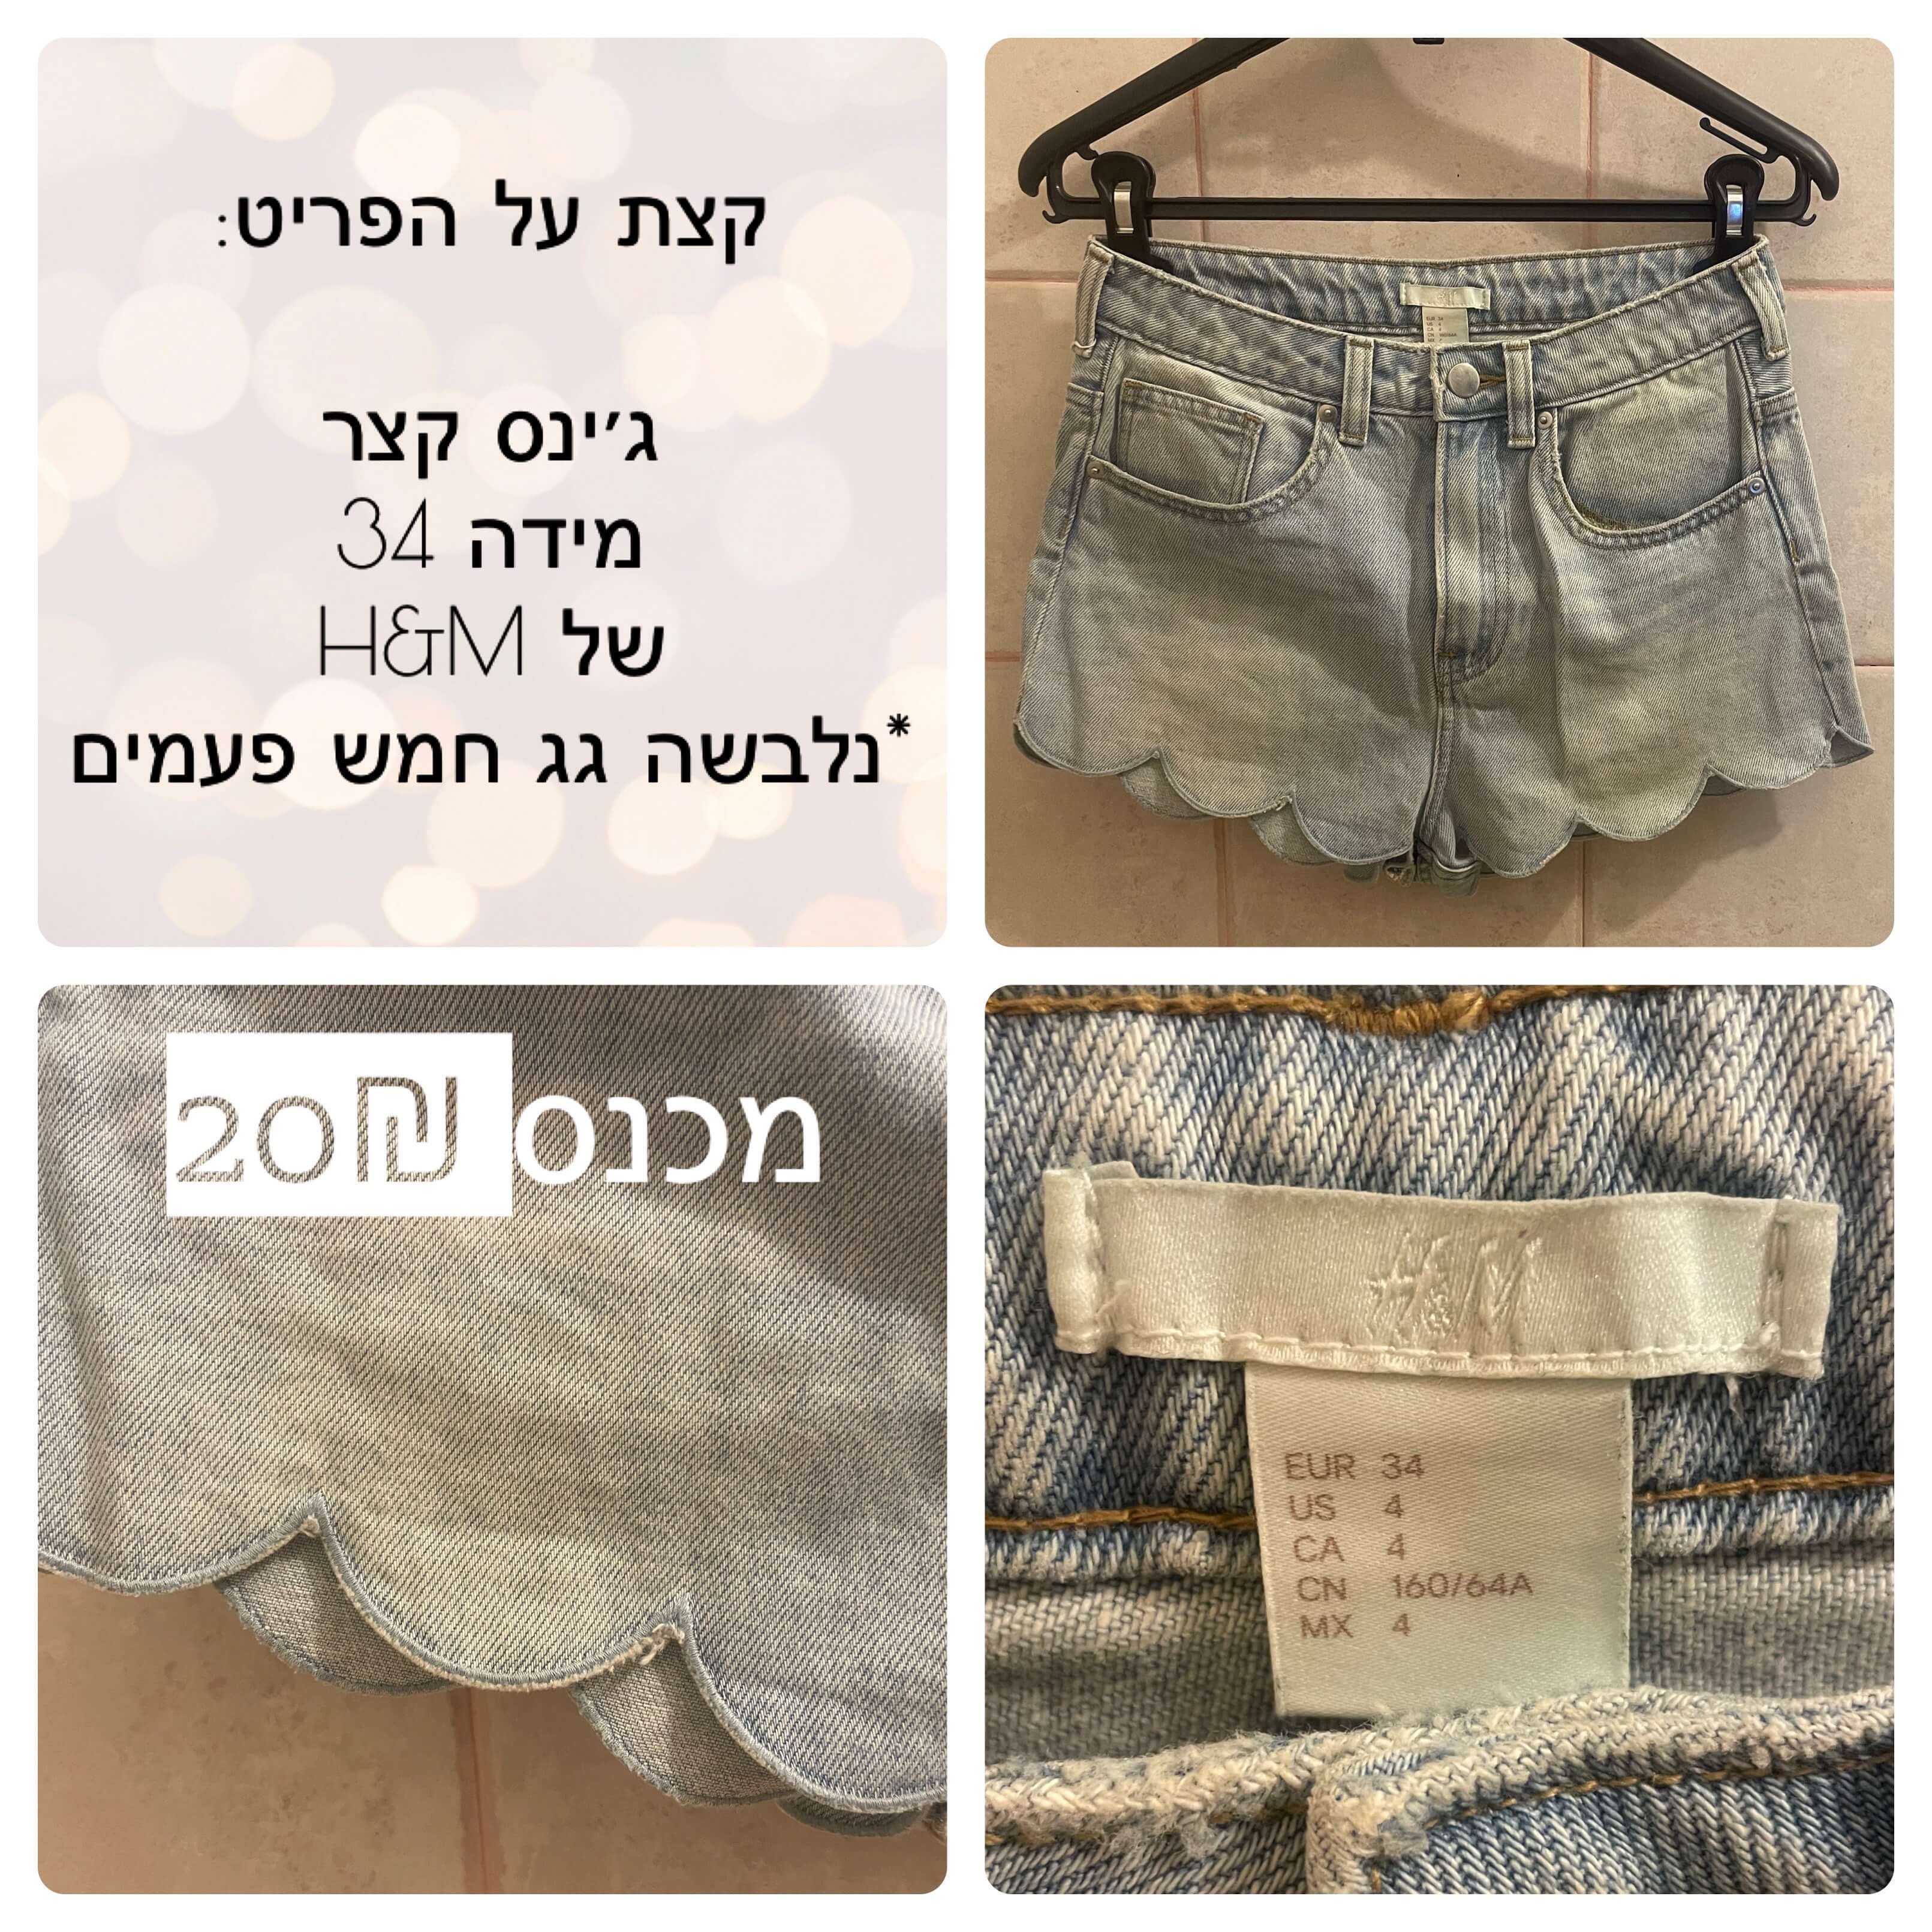 קצת על הפריט:
ג׳ינס קצר
מידה 34
של H&M
*נלבשה גג חמש פעמים
מכנס 20₪
H&M
EUR 34
US 4
CA 4
CN 160/64A
MX 4